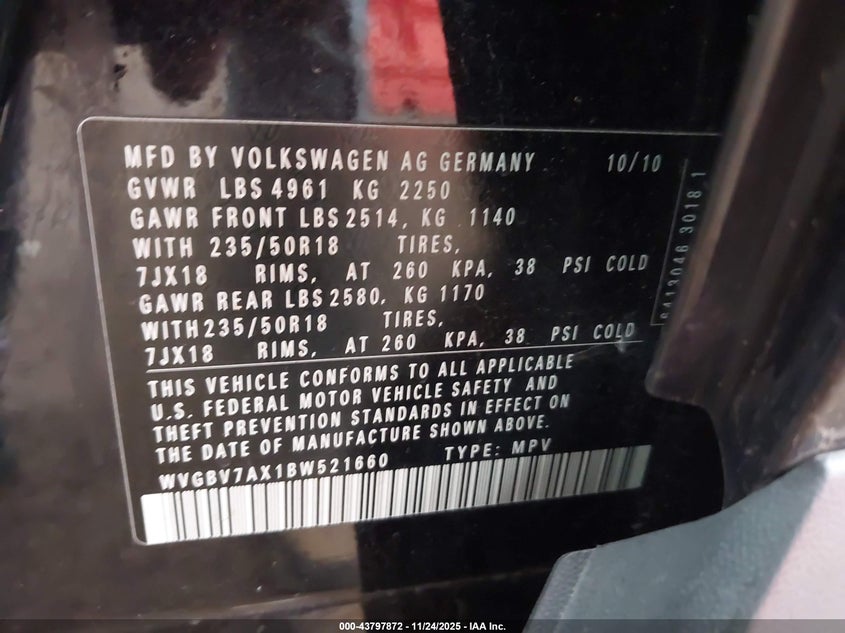 MFD BY VOLKSWAGEN AG GERMANY 10/10
GVWR LBS 4961 KG 2250
GAWR FRONT LBS 2514, KG 1140
WITH 235/50R18 TIRES,
7JX18 RIMS, AT 260 KPA, 38 PSI COLD
GAWR REAR LBS 2580, KG 1170
WITH 235/50R18 TIRES,
7JX18 RIMS, AT 260 KPA, 38 PSI COLD
THIS VEHICLE CONFORMS TO ALL APPLICABLE
U.S. FEDERAL MOTOR VEHICLE SAFETY AND
THEFT PREVENTION STANDARDS IN EFFECT ON
THE DATE OF MANUFACTURE SHOWN ABOVE.
WVGBV7AX1BW521660 TYPE: MPV
3018 1
000-43797872 — 11/24/2025 — IAA Inc.